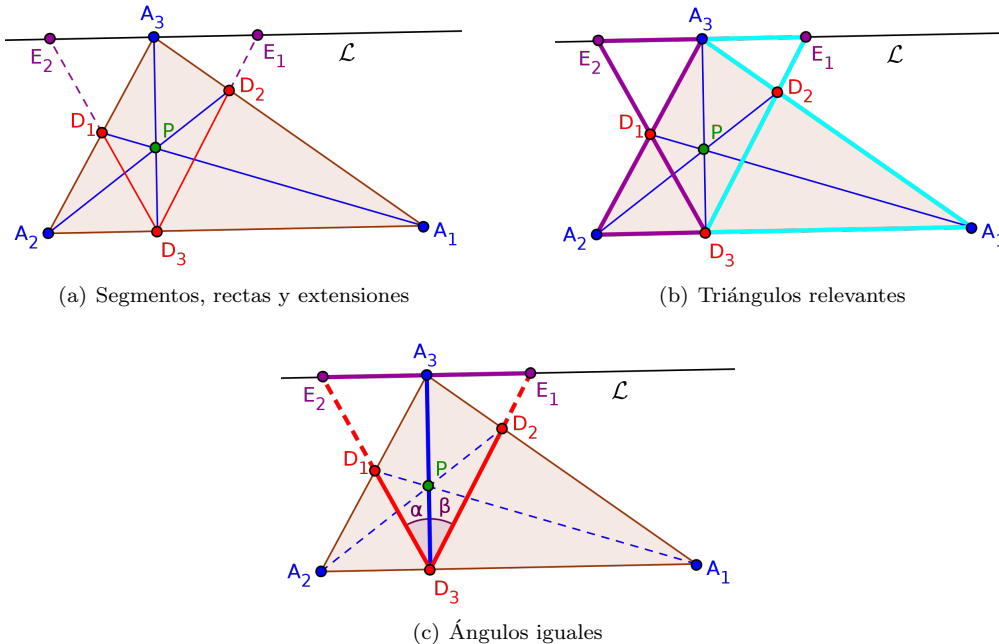 A3
E2
E1
ℒ
D2
D1
P
A2
A1
D3
(a) Segmentos, rectas y extensiones
A3
E2
E1
ℒ
D2
D1
P
A2
A1
D3
(b) Triángulos relevantes
A3
E2
E1
ℒ
D2
D1
P
α β
A2
A1
D3
(c) Ángulos iguales